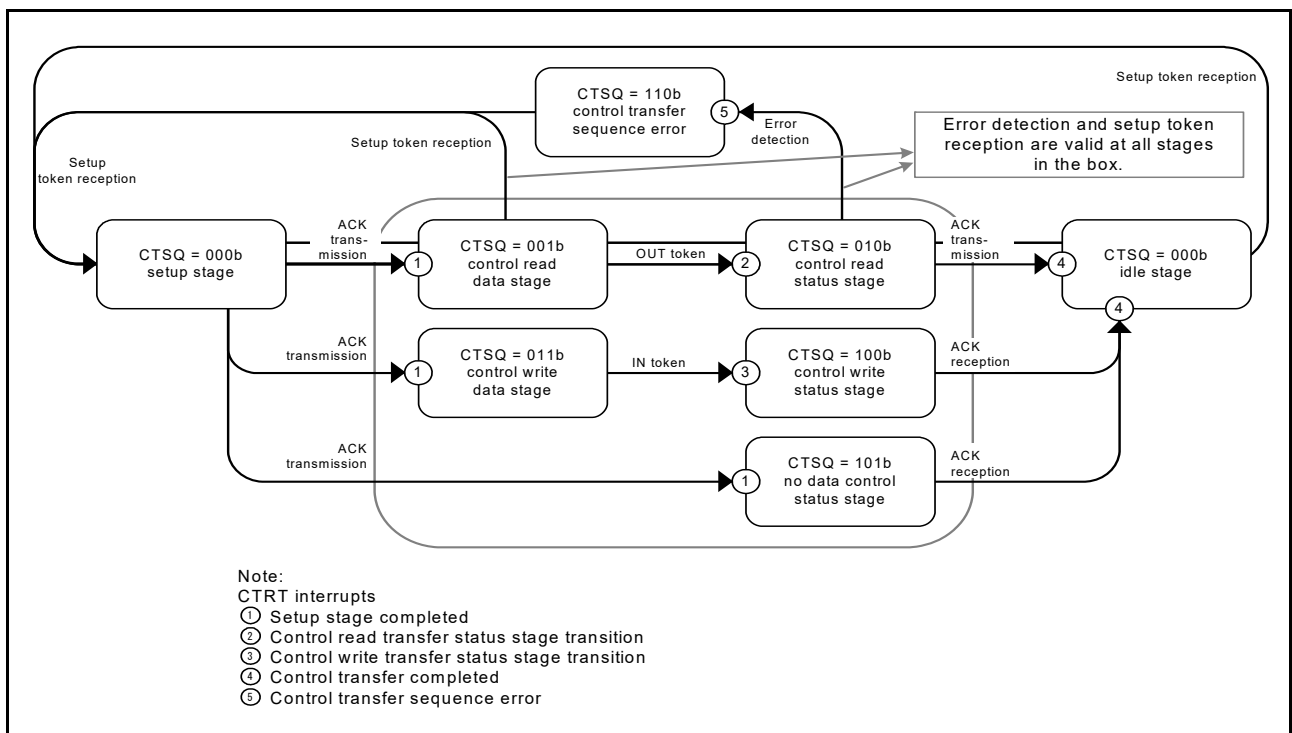 Setup token reception
CTSQ = 110b
control transfer
sequence error
5
Error
detection
Setup token reception
Error detection and setup token
reception are valid at all stages
in the box.
Setup
token reception
CTSQ = 000b
setup stage
ACK
trans-
mission
1
CTSQ = 001b
control read
data stage
OUT token
2
CTSQ = 010b
control read
status stage
ACK
trans-
mission
4
CTSQ = 000b
idle stage
4
ACK
transmission
1
CTSQ = 011b
control write
data stage
IN token
3
CTSQ = 100b
control write
status stage
ACK
reception
ACK
transmission
1
CTSQ = 101b
no data control
status stage
ACK
reception
Note:
CTRT interrupts
1 Setup stage completed
2 Control read transfer status stage transition
3 Control write transfer status stage transition
4 Control transfer completed
5 Control transfer sequence error